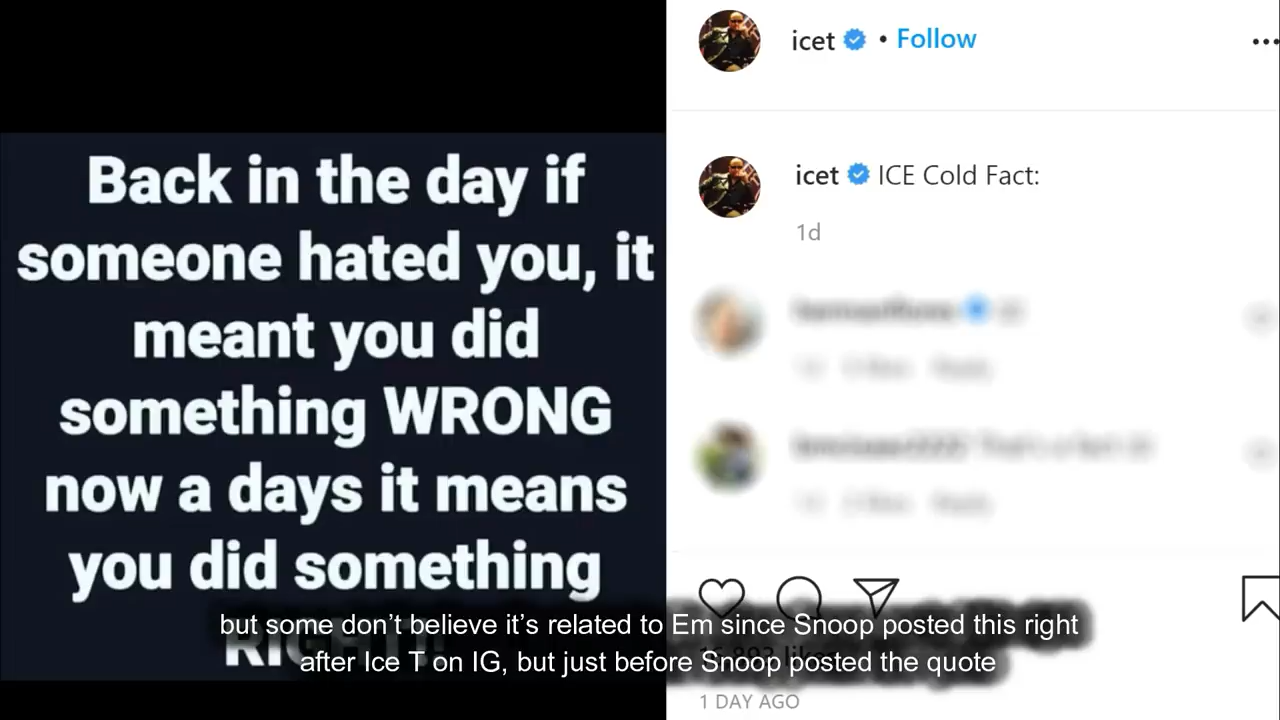 Back in the day if
someone hated you, it
meant you did
something WRONG
now a days it means
you did something
icet • Follow
icet ICE Cold Fact:
1d
but some don’t believe it’s related to Em since Snoop posted this right
after Ice T on IG, but just before Snoop posted the quote
1 DAY AGO